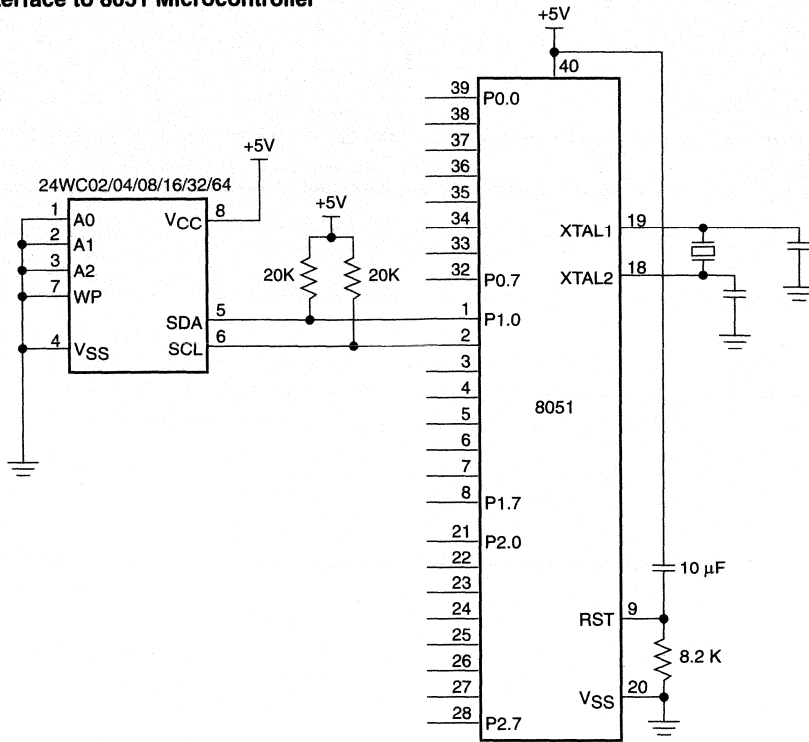 terface to 8051 Microcontroller
+5V
40
39 P0.0
38
37
36
35
34
33
32 P0.7
1 P1.0
2
3
4
5
6
7
8 P1.7
21 P2.0
22
23
24
25
26
27
28 P2.7
8051
XTAL1 19
XTAL2 18
10 µF
RST 9
8.2 K
VSS 20
+5V
24WC02/04/08/16/32/64
1 A0
2 A1
3 A2
7 WP
4 VSS
VCC 8
SDA 5
SCL 6
+5V
20K
20K